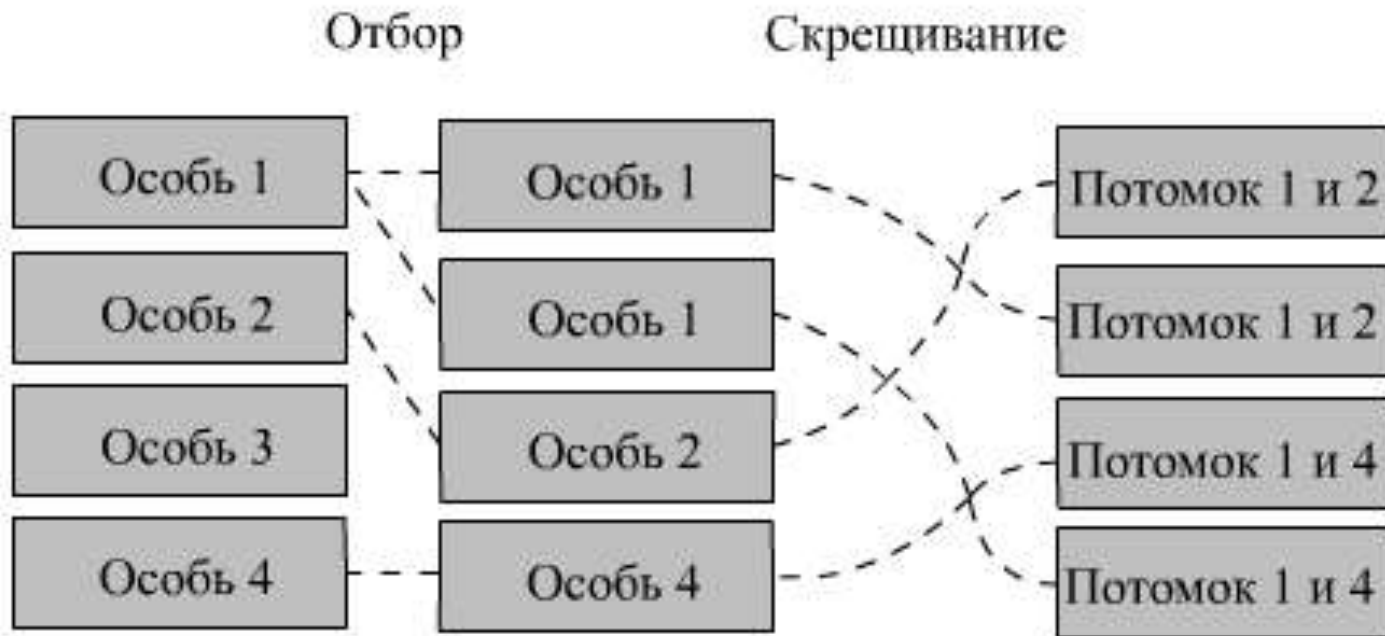 Отбор
Скрещивание
Особь 1
Особь 2
Особь 3
Особь 4
Особь 1
Особь 1
Особь 2
Особь 4
Потомок 1 и 2
Потомок 1 и 2
Потомок 1 и 4
Потомок 1 и 4